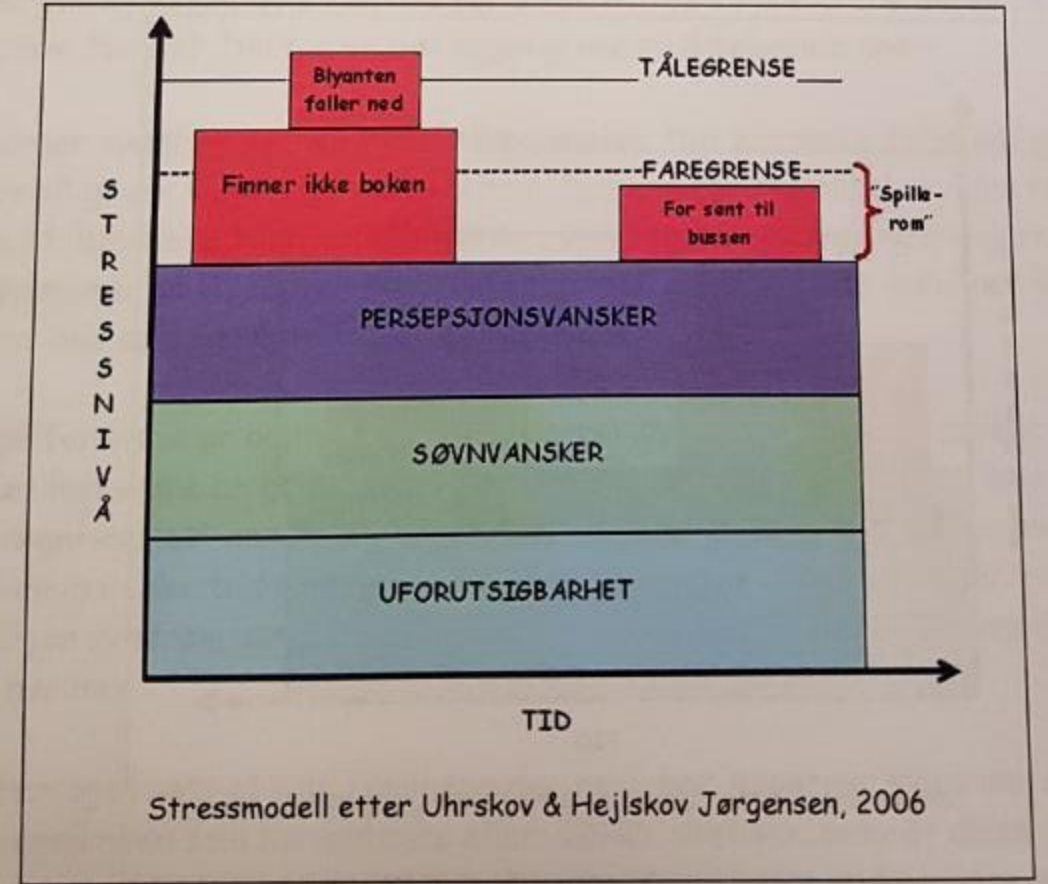 TÅLEGRENSE
Blyanten
faller ned
FAREGRENSE
Finner ikke boken
"Spille-
rom"
For sent til
bussen
STRESSNIVÅ
PERSEPSJONSVANSKER
SØVNVANSKER
UFORUTSIGBARHET
TID
Stressmodell etter Uhrskov & Hejlskov Jørgensen, 2006